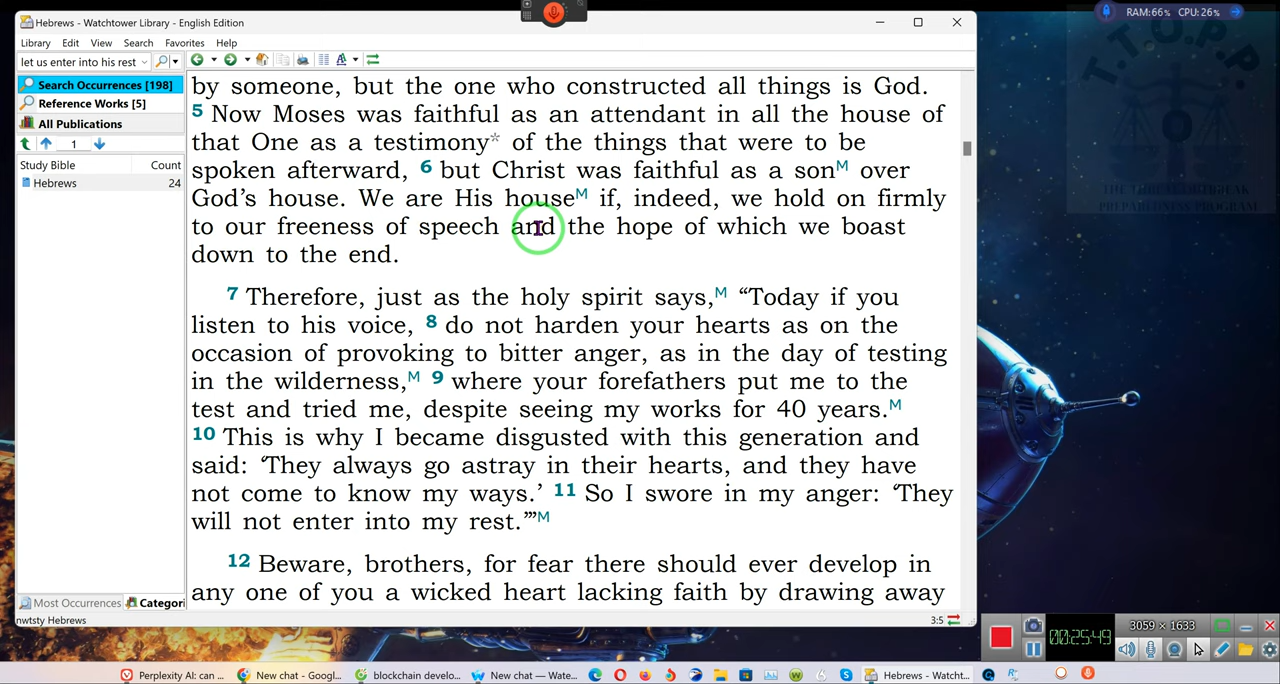 Hebrews - Watchtower Library - English Edition
RAM:66% CPU:26%
Library Edit View Search Favorites Help
let us enter into his rest
Search Occurrences [198]
Reference Works [5]
All Publications
1
Study Bible Count
Hebrews 24
by someone, but the one who constructed all things is God.
5 Now Moses was faithful as an attendant in all the house of
that One as a testimony* of the things that were to be
spoken afterward, 6 but Christ was faithful as a sonM over
God’s house. We are His houseM if, indeed, we hold on firmly
to our freeness of speech and the hope of which we boast
down to the end.
7 Therefore, just as the holy spirit says,M “Today if you
listen to his voice, 8 do not harden your hearts as on the
occasion of provoking to bitter anger, as in the day of testing
in the wilderness,M 9 where your forefathers put me to the
test and tried me, despite seeing my works for 40 years.M
10 This is why I became disgusted with this generation and
said: ‘They always go astray in their hearts, and they have
not come to know my ways.’ 11 So I swore in my anger: ‘They
will not enter into my rest.’”M
12 Beware, brothers, for fear there should ever develop in
any one of you a wicked heart lacking faith by drawing away
Most Occurrences Categori
nwtsty Hebrews 3:5
T.O.P.P.
PREPAREDNESS PROGRAM
3059 × 1633
00:25:49
Perplexity AI: can ... New chat - Googl... blockchain develo... New chat — Wate... Hebrews - Watcht...